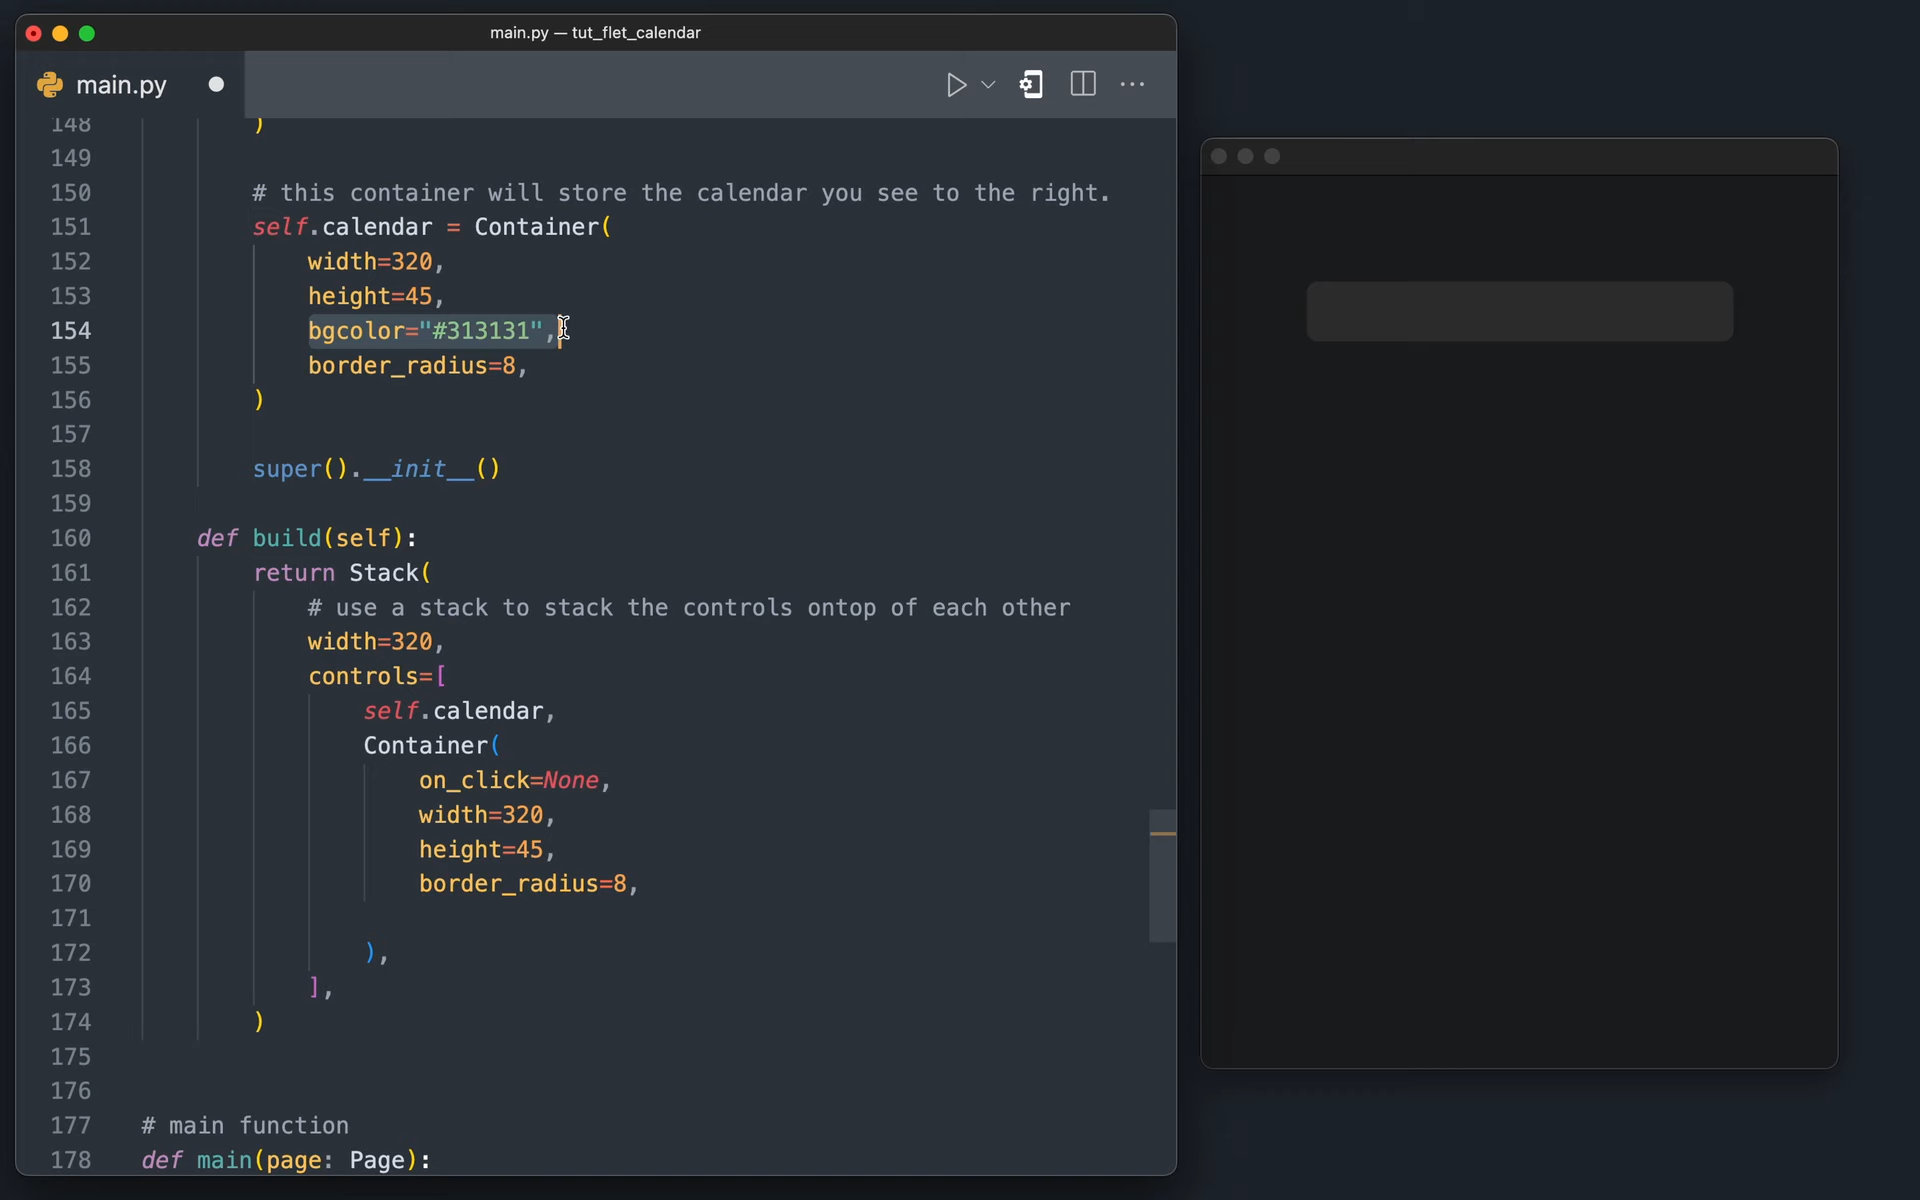 main.py — tut_flet_calendar
main.py
148 )
149
150 # this container will store the calendar you see to the right.
151 self.calendar = Container(
152 width=320,
153 height=45,
154 bgcolor="#313131",
155 border_radius=8,
156 )
157
158 super().__init__()
159
160 def build(self):
161 return Stack(
162 # use a stack to stack the controls ontop of each other
163 width=320,
164 controls=[
165 self.calendar,
166 Container(
167 on_click=None,
168 width=320,
169 height=45,
170 border_radius=8,
171
172 ),
173 ],
174 )
175
176
177 # main function
178 def main(page: Page):